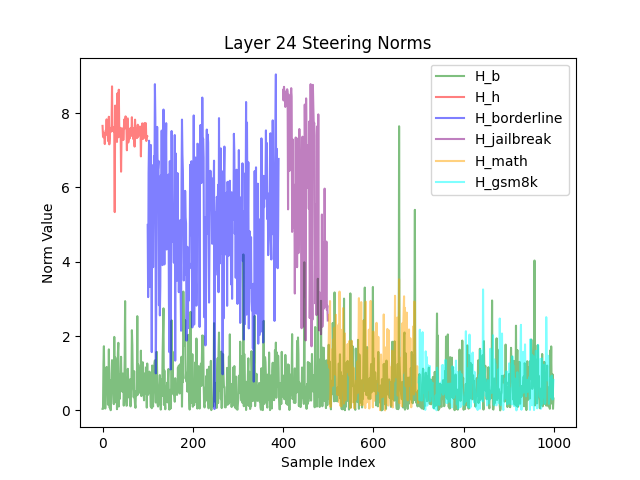 Layer 24 Steering Norms
H_b
H_h
H_borderline
H_jailbreak
H_math
H_gsm8k
Norm Value
8
6
4
2
0
0 200 400 600 800 1000
Sample Index